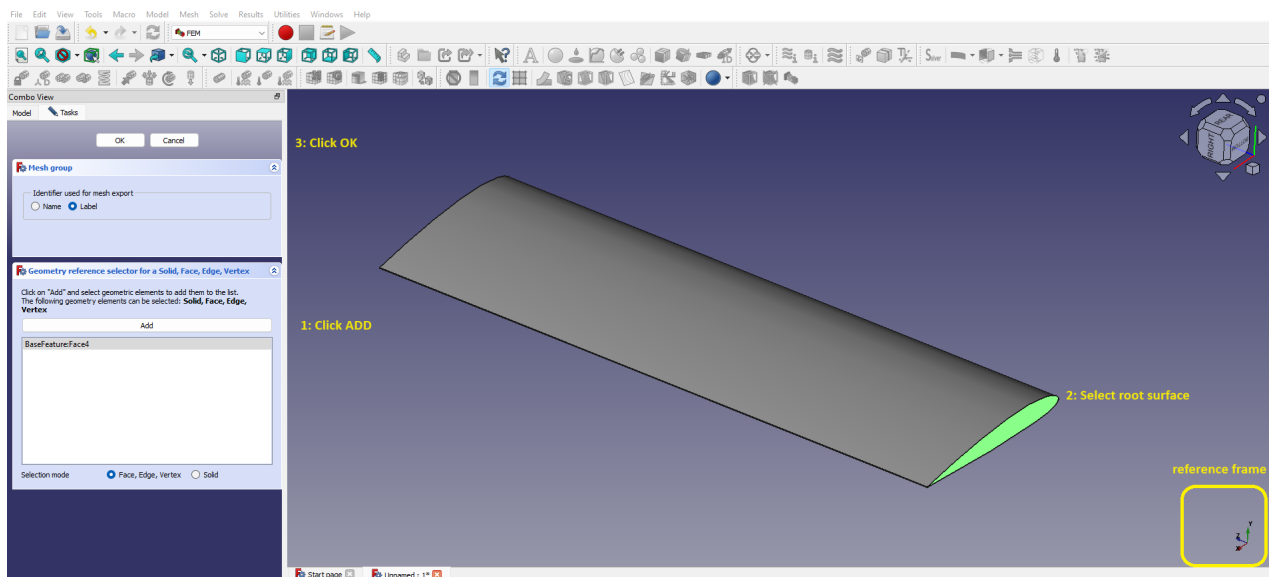 File Edit View Tools Macro Model Mesh Solve Results Utilities Windows Help
FEM
Combo View
Model Tasks
OK Cancel
3: Click OK
Mesh group
Identifier used for mesh export
Name Label
Geometry reference selector for a Solid, Face, Edge, Vertex
Click on "Add" and select geometric elements to add them to the list.
The following geometry elements can be selected: Solid, Face, Edge,
Vertex
Add
1: Click ADD
BaseFeature:Face4
2: Select root surface
Selection mode Face, Edge, Vertex Solid
reference frame
Y
Z
X
REAR
RIGHT
Start page Unnamed : 1*